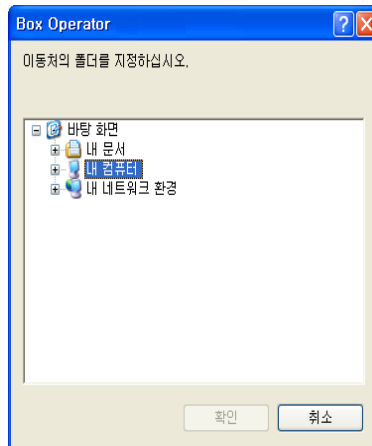 Box Operator
이동처의 폴더를 지정하십시오.
바탕 화면
내 문서
내 컴퓨터
내 네트워크 환경
확인
취소